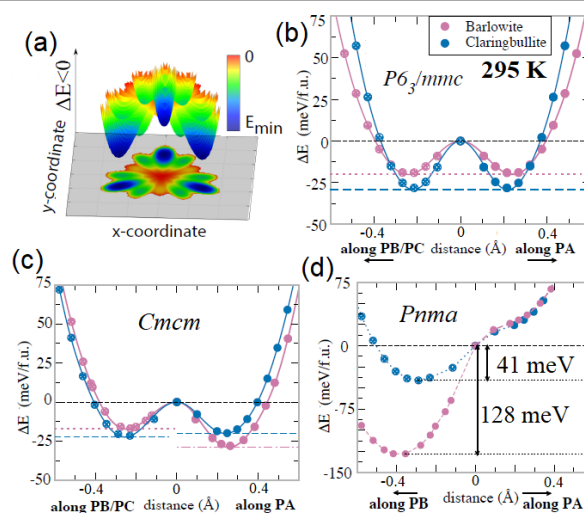 (a)
ΔE<0
0
E min
y-coordinate
x-coordinate
(b)
Barlowite
Claringbullite
P6₃/mmc 295 K
ΔE (meV/f.u.)
75
50
25
0
-25
-50
-0.4 0 0.4
along PB/PC distance (Å) along PA
(c)
Cmcm
ΔE (meV/f.u.)
75
50
25
0
-25
-50
-0.4 0 0.4
along PB/PC distance (Å) along PA
(d)
Pnma
ΔE (meV/f.u.)
75
0
-75
-150
41 meV
128 meV
-0.4 0 0.4
along PB distance (Å) along PA